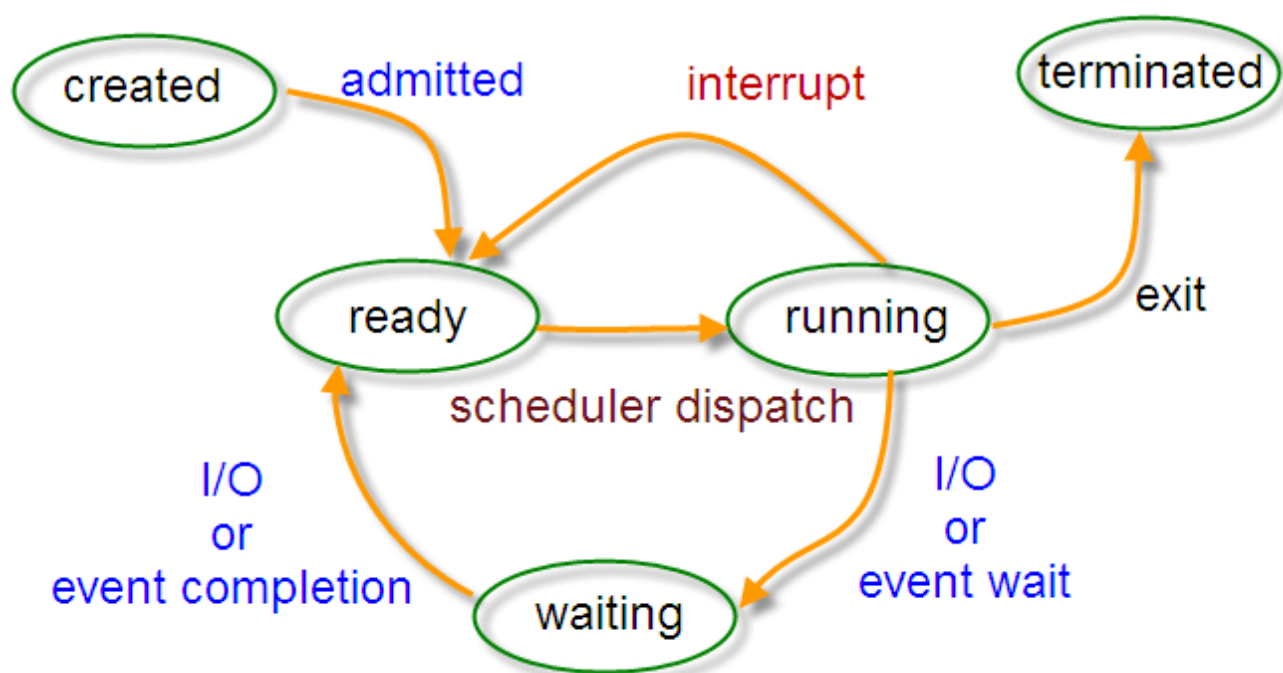 created
admitted
interrupt
terminated
ready
running
exit
scheduler dispatch
I/O
or
event completion
I/O
or
event wait
waiting